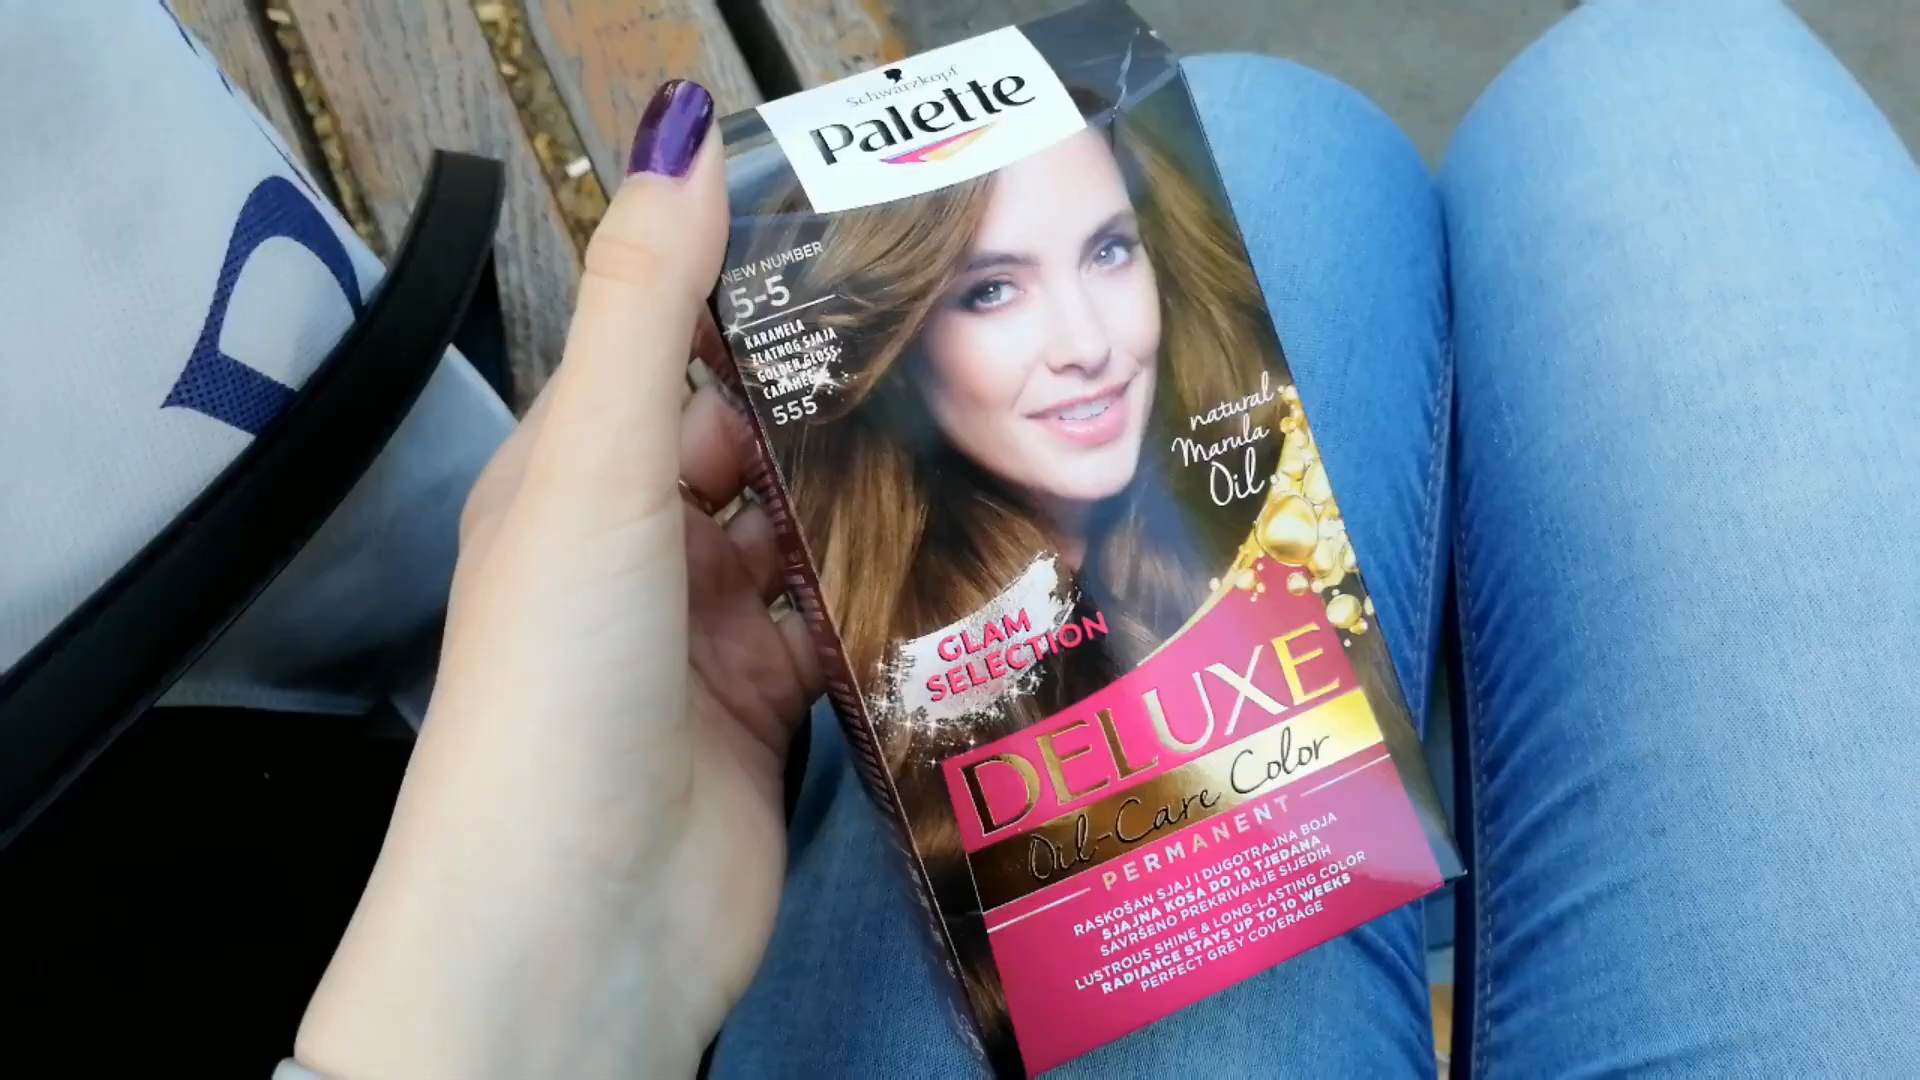 Schwarzkopf
Palette
NEW NUMBER
5-5
KARAMELA
ZLATNOG SJAJA
GOLDEN GLOSS
CARAMEL
555
natural
Marula
Oil
GLAM
SELECTION
DELUXE
Oil-Care Color
PERMANENT
RASKOŠAN SJAJ I DUGOTRAJNA BOJA
SJAJNA KOSA DO 10 TJEDANA
SAVRŠENO PREKRIVANJE SIJEDIH
LUSTROUS SHINE & LONG-LASTING COLOR
RADIANCE STAYS UP TO 10 WEEKS
PERFECT GREY COVERAGE